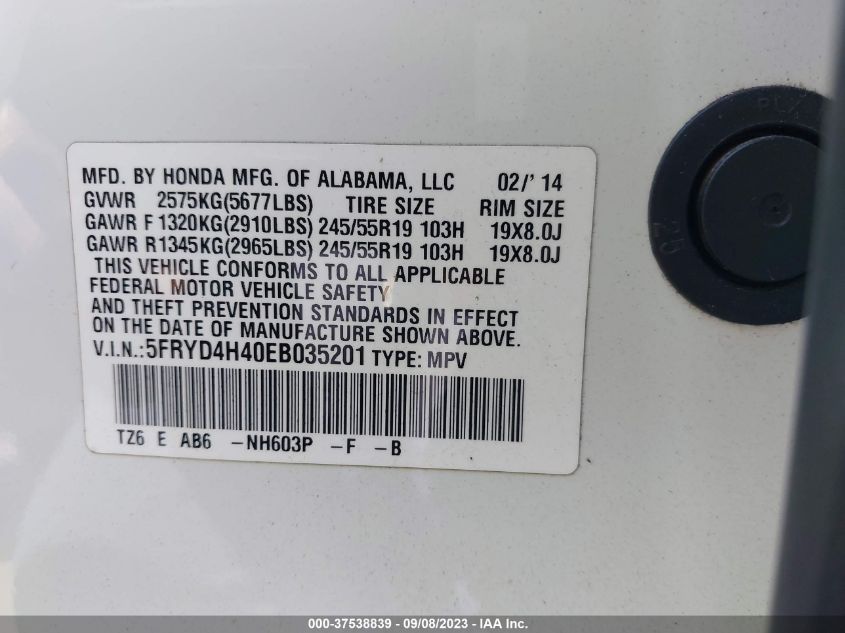 MFD. BY HONDA MFG. OF ALABAMA, LLC 02/' 14
GVWR 2575KG(5677LBS) TIRE SIZE RIM SIZE
GAWR F 1320KG(2910LBS) 245/55R19 103H 19X8.0J
GAWR R1345KG(2965LBS) 245/55R19 103H 19X8.0J
THIS VEHICLE CONFORMS TO ALL APPLICABLE
FEDERAL MOTOR VEHICLE SAFETY
AND THEFT PREVENTION STANDARDS IN EFFECT
ON THE DATE OF MANUFACTURE SHOWN ABOVE.
V.I.N.:5FRYD4H40EB035201 TYPE: MPV
TZ6 E AB6 -NH603P -F -B
25
000-37538839 - 09/08/2023 - © IAA, Inc.